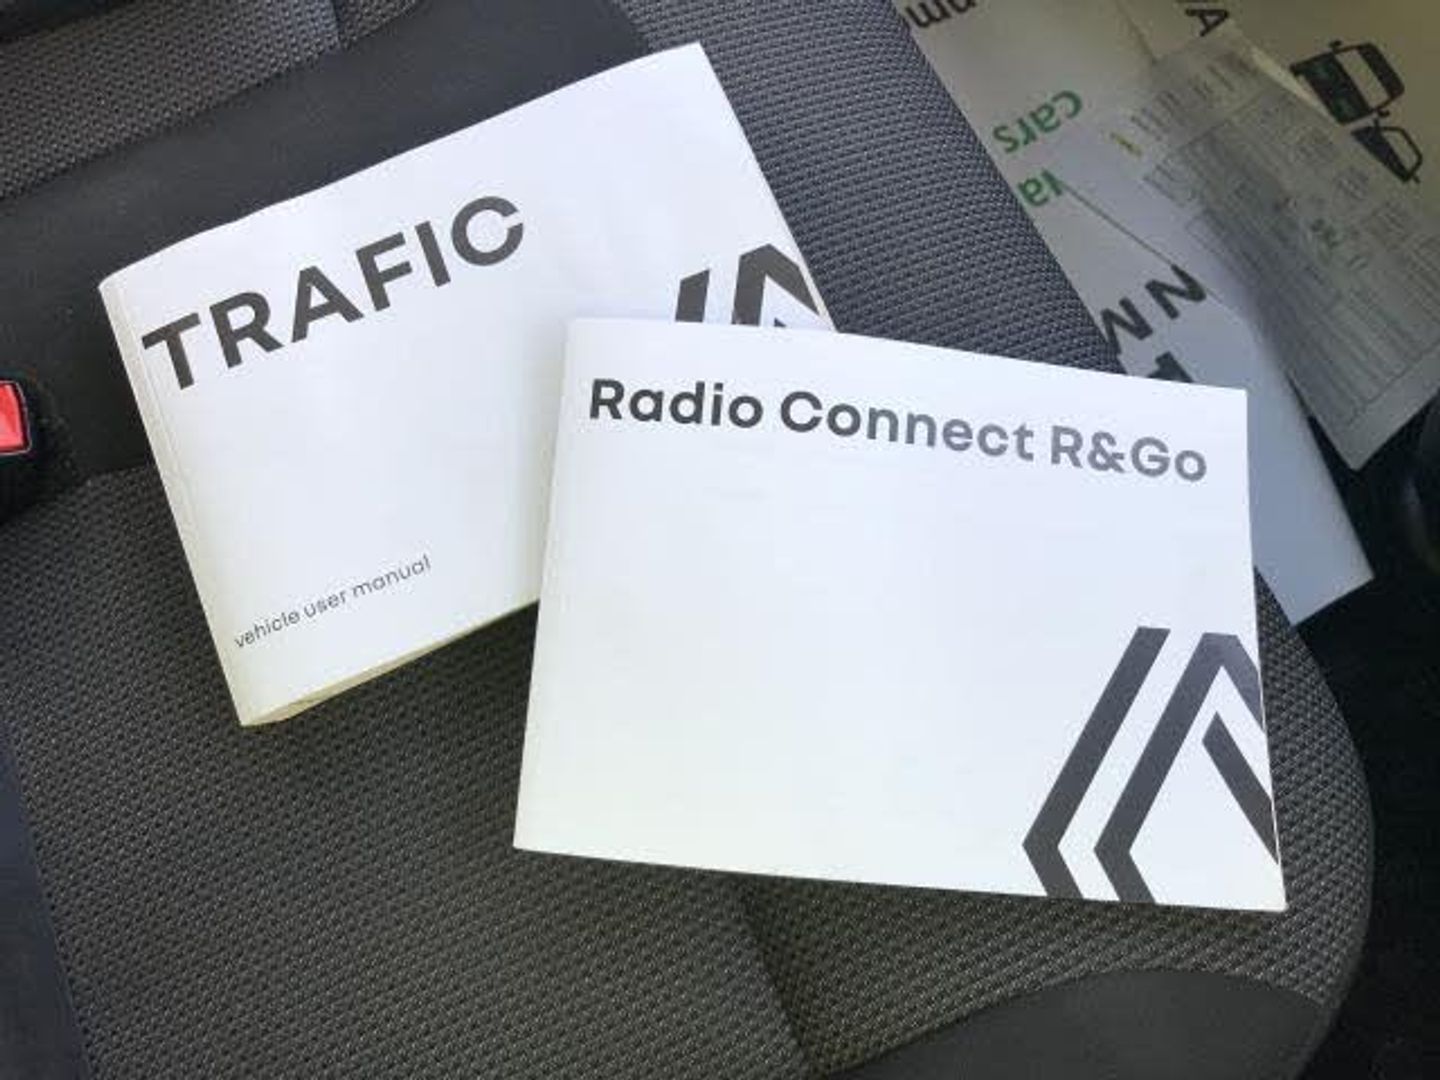 TRAFIC
vehicle user manual
Radio Connect R&Go
cars